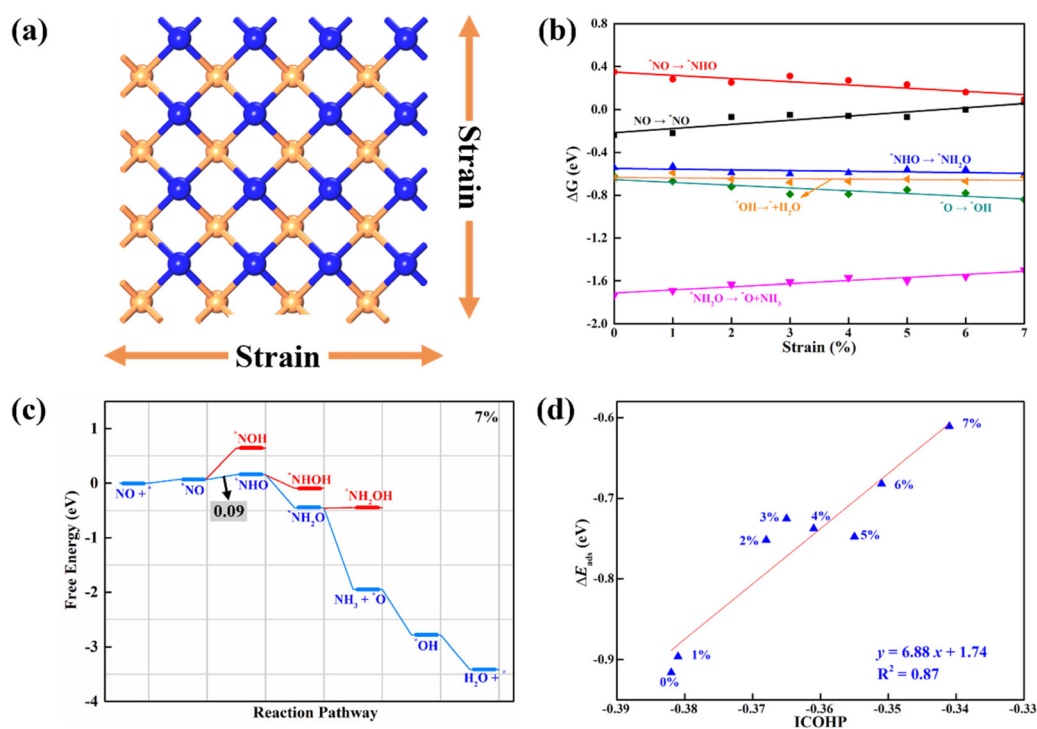 (a)
Strain
Strain
(b)
ΔG (eV)
0.8
0.4
0.0
-0.4
-0.8
-1.2
-1.6
-2.0
*NO → *NHO
NO → *NO
*NHO → *NH₂O
*OH → *+H₂O
*O → *OH
*NH₂O → *O+NH₃
0 1 2 3 4 5 6 7
Strain (%)
(c)
Free Energy (eV)
1
0
-1
-2
-3
-4
7%
NO + *
*NO
*NOH
*NHO
0.09
*NHOH
*NH₂O
*NH₂OH
NH₃ + *O
*OH
H₂O + *
Reaction Pathway
(d)
ΔE_ads (eV)
-0.6
-0.7
-0.8
-0.9
7%
6%
3%
4%
2%
5%
1%
0%
y = 6.88 x + 1.74
R² = 0.87
-0.39 -0.38 -0.37 -0.36 -0.35 -0.34 -0.33
ICOHP